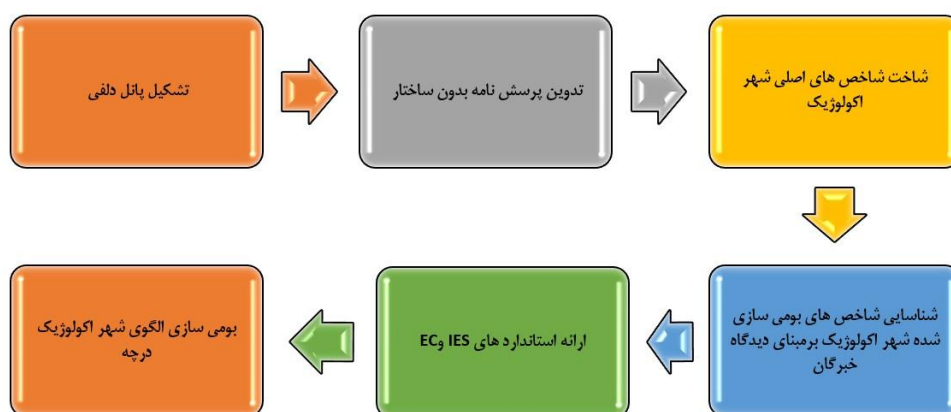 تشکیل پانل دلفی
تدوین پرسش نامه بدون ساختار
شاخت شاخص های اصلی شهر
اکولوژیک
شناسایی شاخص های بومی سازی
شده شهر اکولوژیک برمبنای دیدگاه
خبرگان
ارائه استاندارد های IES وEC
بومی سازی الگوی شهر اکولوژیک
درچه